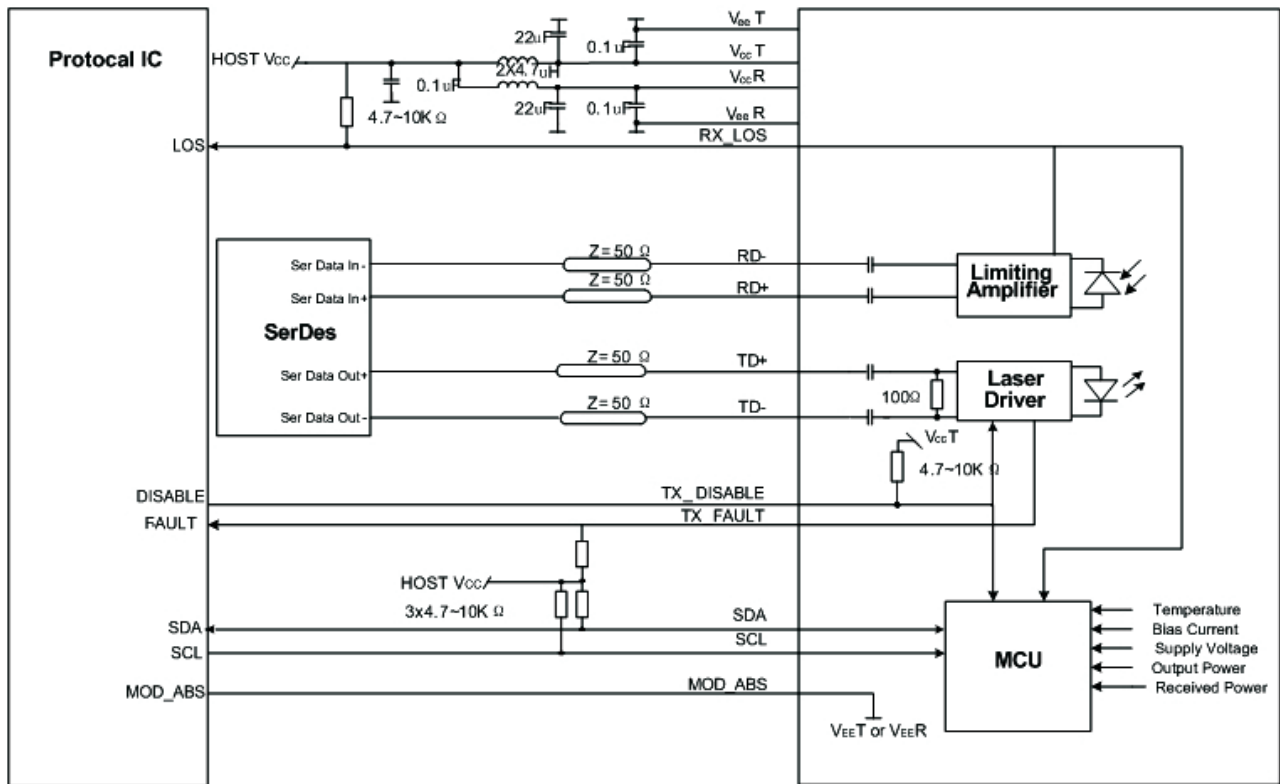 Protocal IC
HOST Vcc
22uF
0.1uF
VeeT
VccT
0.1uF
2X4.7uH
VccR
22uF
0.1uF
VeeR
4.7~10K Ω
LOS
RX_LOS
SerDes
Ser Data In-
Ser Data In+
Ser Data Out+
Ser Data Out-
Z=50 Ω
RD-
Z=50 Ω
RD+
Limiting
Amplifier
Z=50 Ω
TD+
Z=50 Ω
TD-
100Ω
Laser
Driver
VccT
4.7~10K Ω
DISABLE
TX_DISABLE
FAULT
TX_FAULT
HOST Vcc
3x4.7~10K Ω
SDA
SDA
SCL
SCL
MOD_ABS
MOD_ABS
VEET or VEER
MCU
Temperature
Bias Current
Supply Voltage
Output Power
Received Power